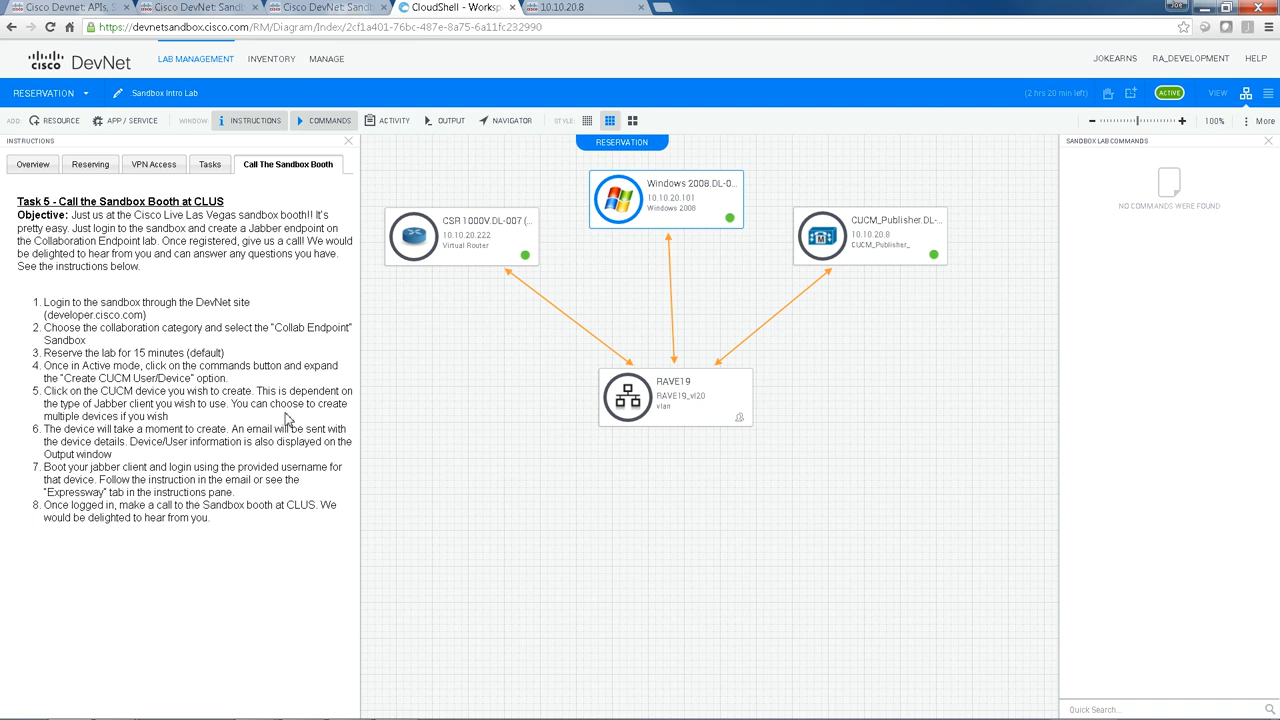 Cisco Devnet: APIs, S
Cisco DevNet: Sandb
Cisco DevNet: Sandb
CloudShell - Worksp
10.10.20.8
Joe
https://devnetsandbox.cisco.com/RM/Diagram/Index/2cf1a401-76bc-487e-8a75-6a11fc232990
cisco DevNet
LAB MANAGEMENT
INVENTORY
MANAGE
JOKEARNS
RA_DEVELOPMENT
HELP
RESERVATION
Sandbox Intro Lab
(2 hrs 20 min left)
ACTIVE
VIEW
ADD:
RESOURCE
APP / SERVICE
WINDOW:
INSTRUCTIONS
COMMANDS
ACTIVITY
OUTPUT
NAVIGATOR
STYLE:
100%
More
INSTRUCTIONS
Overview
Reserving
VPN Access
Tasks
Call The Sandbox Booth
Task 5 - Call the Sandbox Booth at CLUS
Objective: Just us at the Cisco Live Las Vegas sandbox booth!! It's
pretty easy. Just login to the sandbox and create a Jabber endpoint on
the Collaboration Endpoint lab. Once registered, give us a call! We would
be delighted to hear from you and can answer any questions you have.
See the instructions below.
1. Login to the sandbox through the DevNet site
(developer.cisco.com)
2. Choose the collaboration category and select the "Collab Endpoint"
Sandbox
3. Reserve the lab for 15 minutes (default)
4. Once in Active mode, click on the commands button and expand
the "Create CUCM User/Device" option.
5. Click on the CUCM device you wish to create. This is dependent on
the type of Jabber client you wish to use. You can choose to create
multiple devices if you wish
6. The device will take a moment to create. An email will be sent with
the device details. Device/User information is also displayed on the
Output window
7. Boot your jabber client and login using the provided username for
that device. Follow the instruction in the email or see the
"Expressway" tab in the instructions pane.
8. Once logged in, make a call to the Sandbox booth at CLUS. We
would be delighted to hear from you.
RESERVATION
Windows 2008.DL-0...
10.10.20.101
Windows 2008
CSR 1000V.DL-007 (...
10.10.20.222
Virtual Router
CUCM_Publisher.DL-...
10.10.20.8
CUCM_Publisher_
RAVE19
RAVE19_vl20
vlan
SANDBOX LAB COMMANDS
NO COMMANDS WERE FOUND
Quick Search...